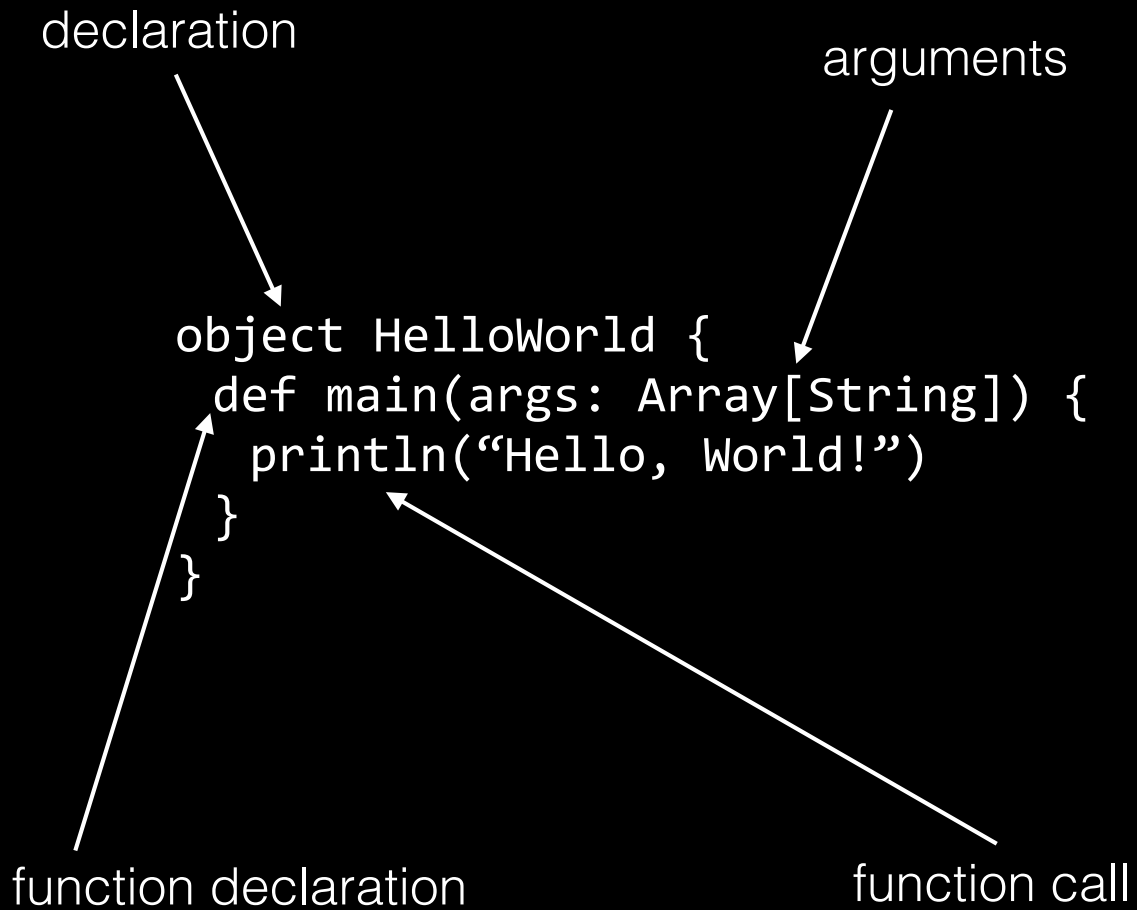 declaration
arguments
object HelloWorld {
def main(args: Array[String]) {
println(“Hello, World!”)
}
}
function declaration
function call